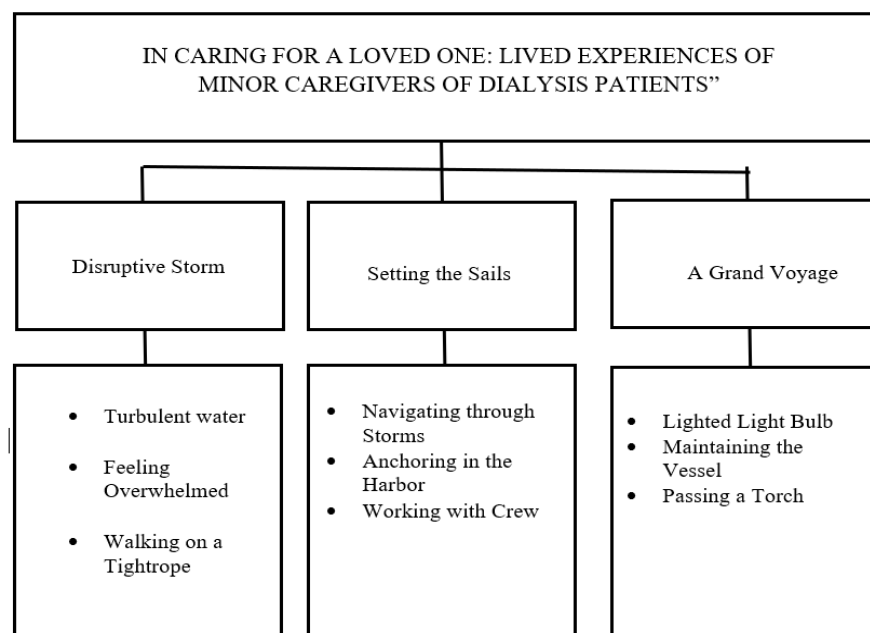 IN CARING FOR A LOVED ONE: LIVED EXPERIENCES OF
MINOR CAREGIVERS OF DIALYSIS PATIENTS”
Disruptive Storm
Setting the Sails
A Grand Voyage
• Turbulent water
• Feeling
Overwhelmed
• Walking on a
Tightrope
• Navigating through
Storms
• Anchoring in the
Harbor
• Working with Crew
• Lighted Light Bulb
• Maintaining the
Vessel
• Passing a Torch